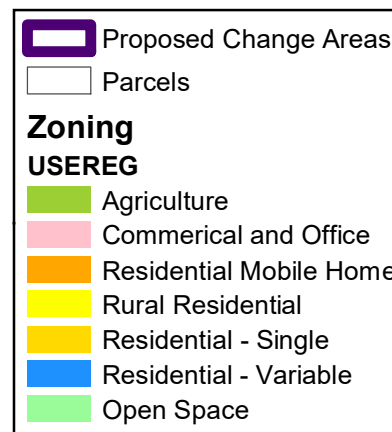 Proposed Change Areas
Parcels
Zoning
USEREG
Agriculture
Commerical and Office
Residential Mobile Home
Rural Residential
Residential - Single
Residential - Variable
Open Space